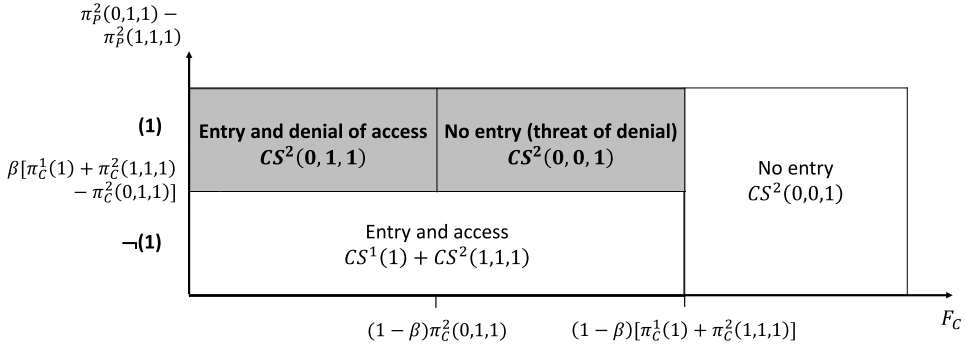 π_P^2(0,1,1) −
π_P^2(1,1,1)
(1)
Entry and denial of access
CS^2(0,1,1)
No entry (threat of denial)
CS^2(0,0,1)
No entry
CS^2(0,0,1)
β[π_C^1(1) + π_C^2(1,1,1)
− π_C^2(0,1,1)]
¬(1)
Entry and access
CS^1(1) + CS^2(1,1,1)
(1 − β)π_C^2(0,1,1)
(1 − β)[π_C^1(1) + π_C^2(1,1,1)]
F_C